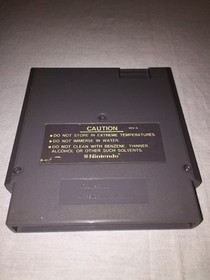 CAUTION
• DO NOT STORE IN EXTREME TEMPERATURES.
• DO NOT IMMERSE IN WATER.
• DO NOT CLEAN WITH BENZENE, THINNER,
ALCOHOL OR OTHER SUCH SOLVENTS.
Nintendo